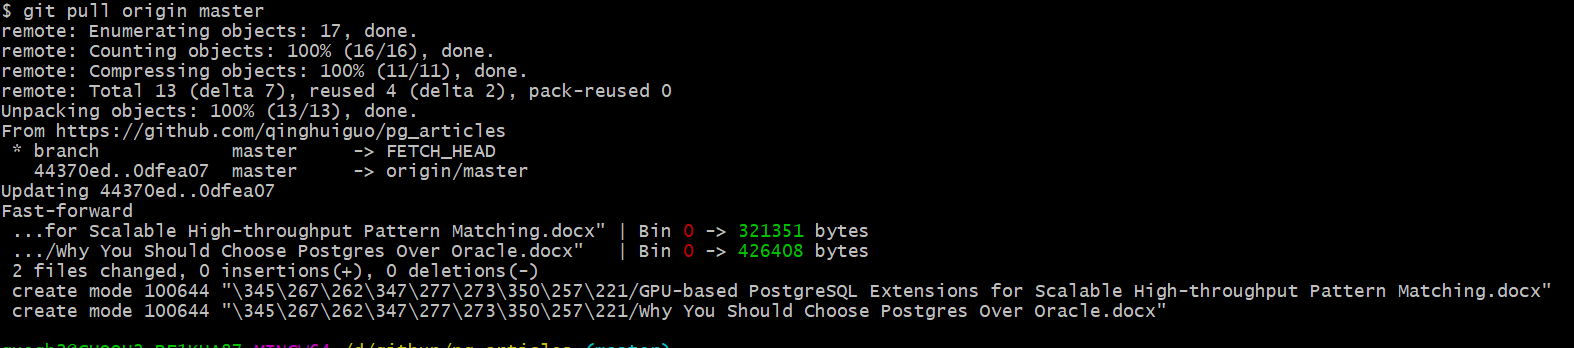 $ git pull origin master
remote: Enumerating objects: 17, done.
remote: Counting objects: 100% (16/16), done.
remote: Compressing objects: 100% (11/11), done.
remote: Total 13 (delta 7), reused 4 (delta 2), pack-reused 0
Unpacking objects: 100% (13/13), done.
From https://github.com/qinghuiguo/pg_articles
 * branch            master     -> FETCH_HEAD
   44370ed..0dfea07  master     -> origin/master
Updating 44370ed..0dfea07
Fast-forward
 ...for Scalable High-throughput Pattern Matching.docx" | Bin 0 -> 321351 bytes
 .../Why You Should Choose Postgres Over Oracle.docx"   | Bin 0 -> 426408 bytes
 2 files changed, 0 insertions(+), 0 deletions(-)
 create mode 100644 "\345\267\262\347\277\273\350\257\221/GPU-based PostgreSQL Extensions for Scalable High-throughput Pattern Matching.docx"
 create mode 100644 "\345\267\262\347\277\273\350\257\221/Why You Should Choose Postgres Over Oracle.docx"